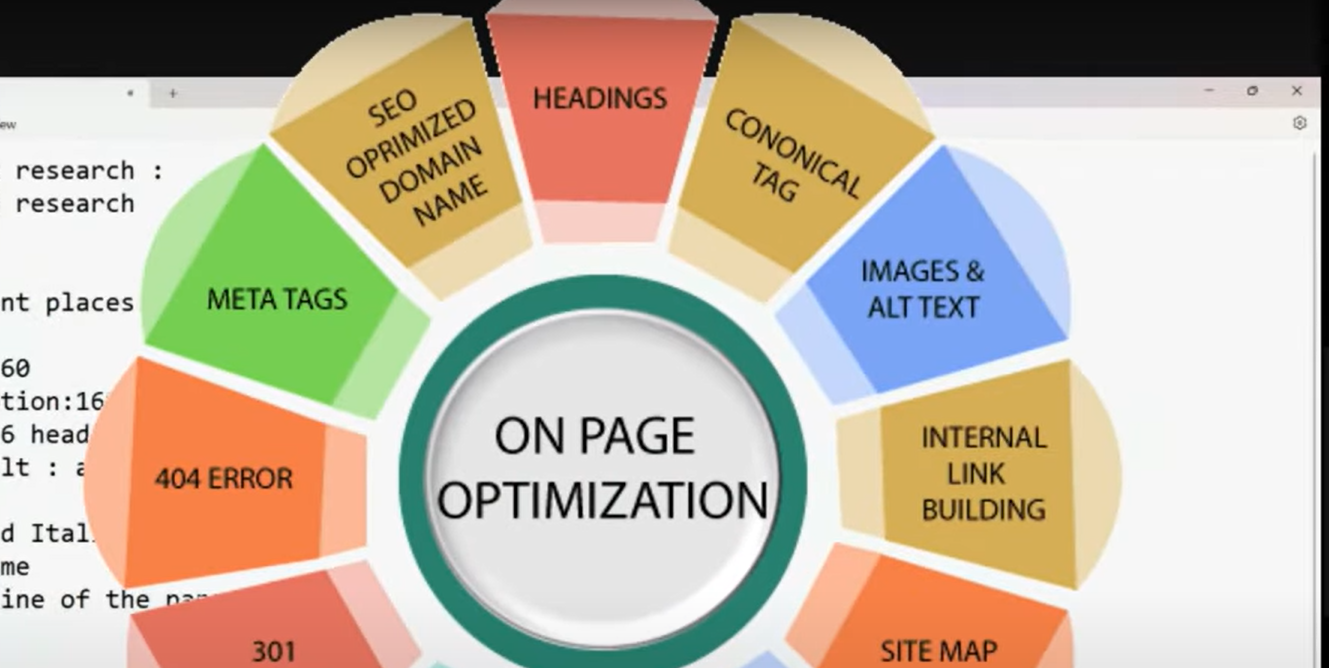 ew
research :
research
nt places
60
tion:16
6 head
lt : a
d Ital
me
ine of the
HEADINGS
SEO
OPRIMIZED
DOMAIN
NAME
CONONICAL
TAG
META TAGS
IMAGES &
ALT TEXT
404 ERROR
INTERNAL
LINK
BUILDING
ON PAGE
OPTIMIZATION
301
SITE MAP